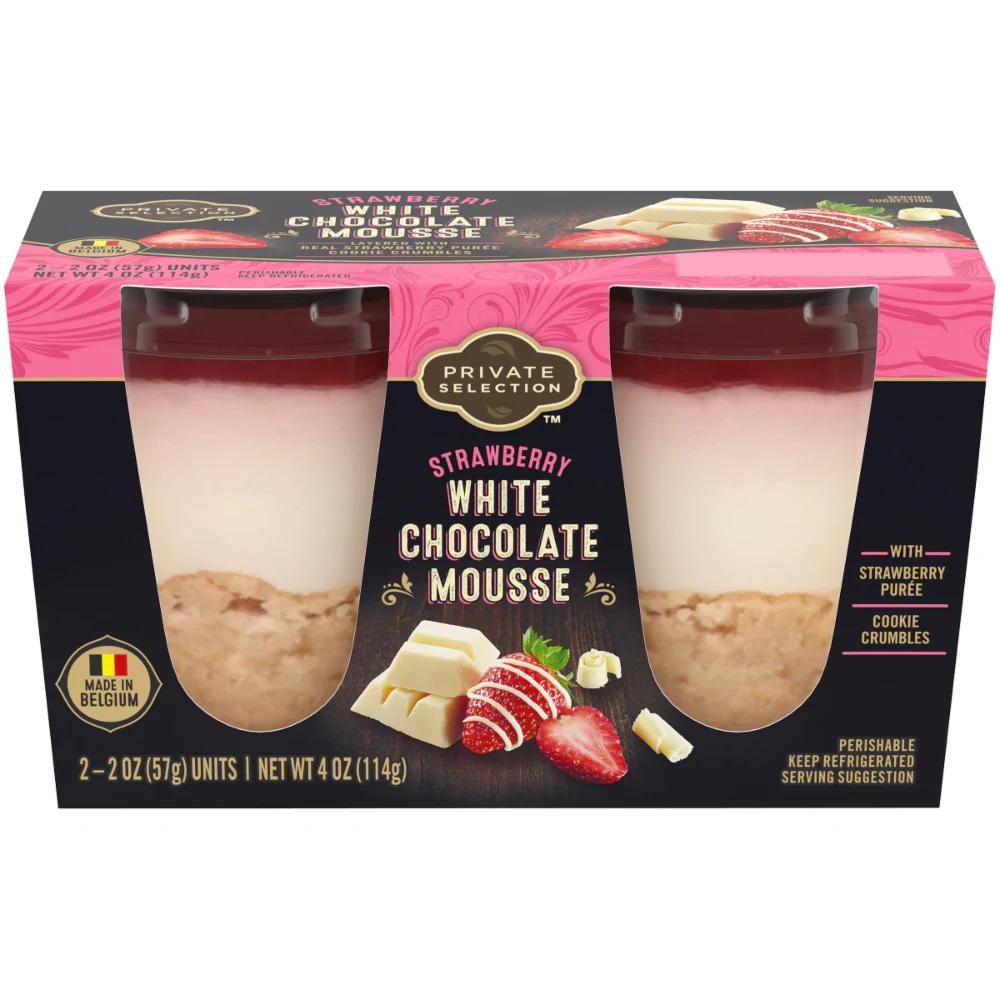 PRIVATE
SELECTION
™
STRAWBERRY
WHITE
CHOCOLATE
MOUSSE
LAYERED WITH
REAL STRAWBERRY PURÉE
COOKIE CRUMBLES
SERVING
SUGGESTION
MADE IN
BELGIUM
2 – 2 OZ (57g) UNITS
NET WT 4 OZ (114g)
PERISHABLE
KEEP REFRIGERATED
PRIVATE
SELECTION
™
STRAWBERRY
WHITE
CHOCOLATE
MOUSSE
WITH
STRAWBERRY
PURÉE
COOKIE
CRUMBLES
MADE IN
BELGIUM
2 – 2 OZ (57g) UNITS | NET WT 4 OZ (114g)
PERISHABLE
KEEP REFRIGERATED
SERVING SUGGESTION